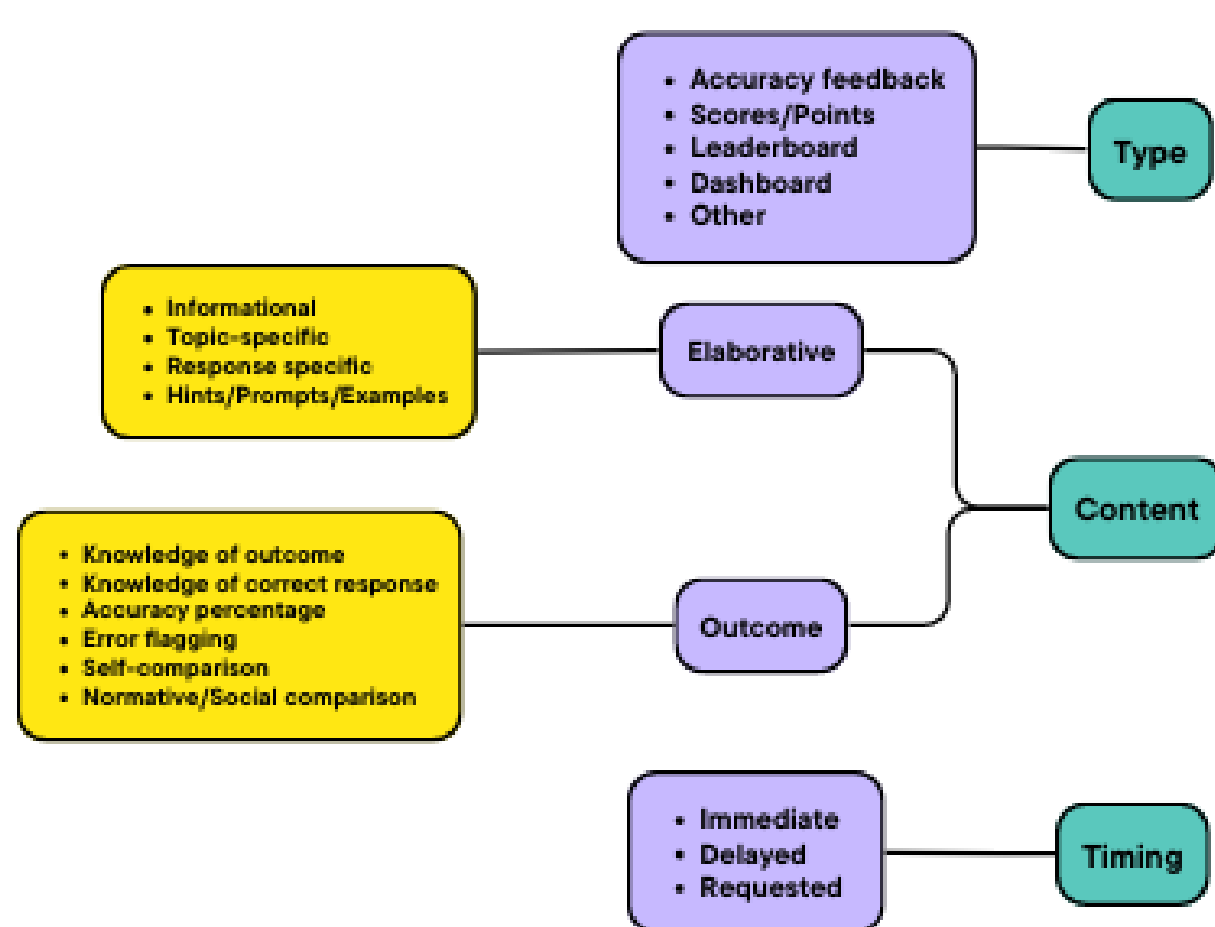 • Accuracy feedback
• Scores/Points
• Leaderboard
• Dashboard
• Other
Type
• Informational
• Topic-specific
• Response specific
• Hints/Prompts/Examples
Elaborative
Content
• Knowledge of outcome
• Knowledge of correct response
• Accuracy percentage
• Error flagging
• Self-comparison
• Normative/Social comparison
Outcome
• Immediate
• Delayed
• Requested
Timing